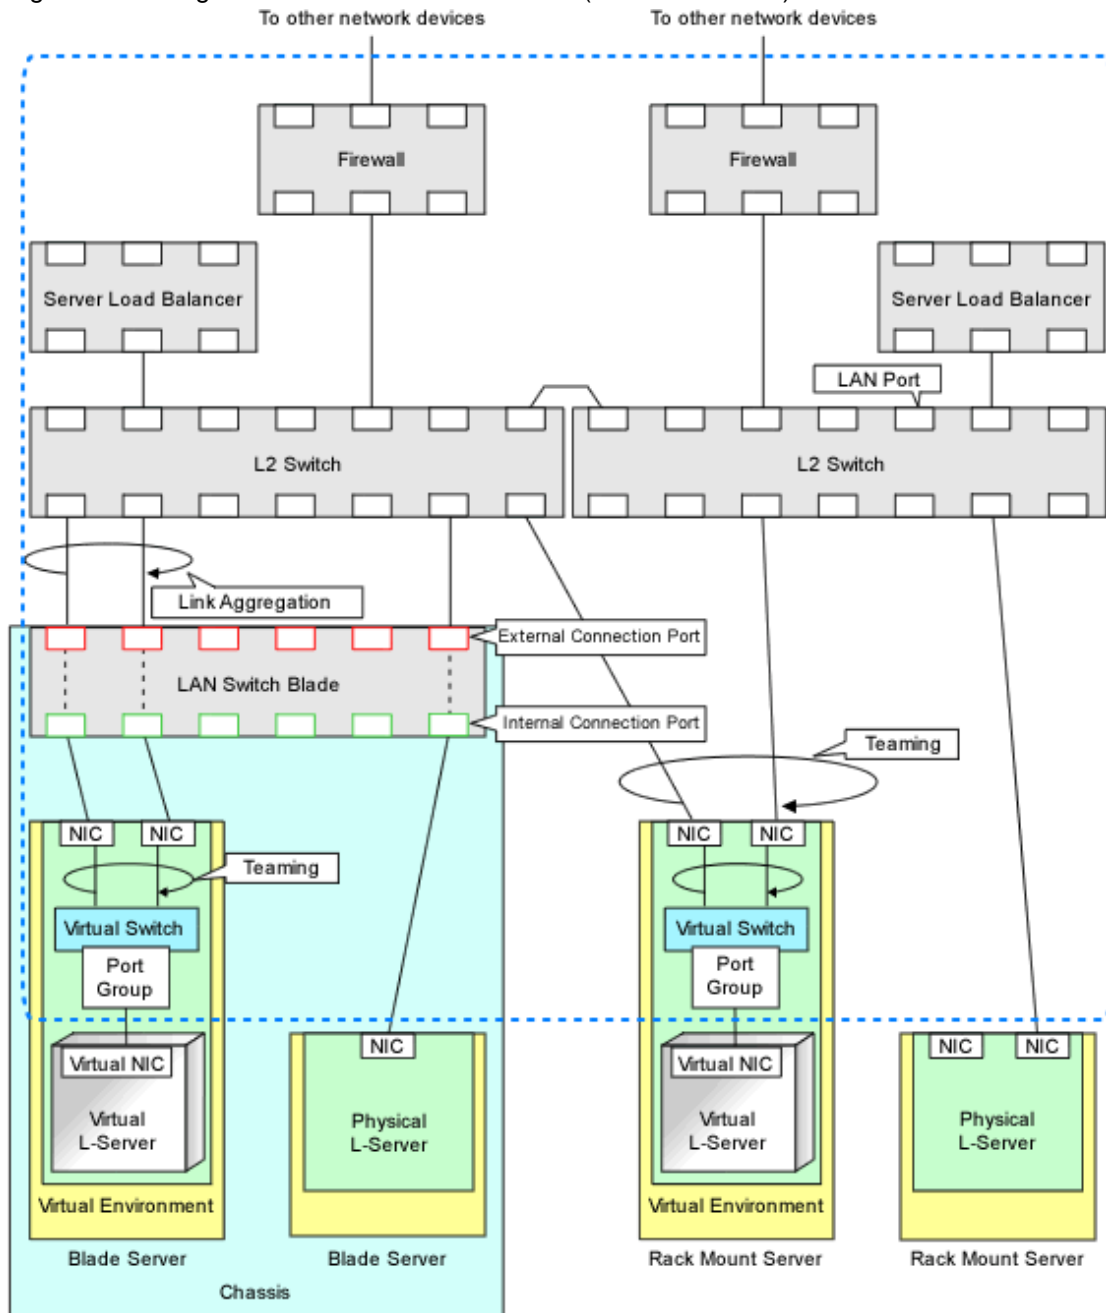 To other network devices
To other network devices
Firewall
Firewall
Server Load Balancer
Server Load Balancer
LAN Port
L2 Switch
L2 Switch
Link Aggregation
External Connection Port
LAN Switch Blade
Internal Connection Port
Teaming
NIC
NIC
NIC
NIC
Teaming
Virtual Switch
Virtual Switch
Port
Group
Port
Group
NIC
NIC
NIC
Virtual NIC
Virtual NIC
Virtual
L-Server
Physical
L-Server
Virtual
L-Server
Physical
L-Server
Virtual Environment
Virtual Environment
Blade Server
Blade Server
Rack Mount Server
Rack Mount Server
Chassis